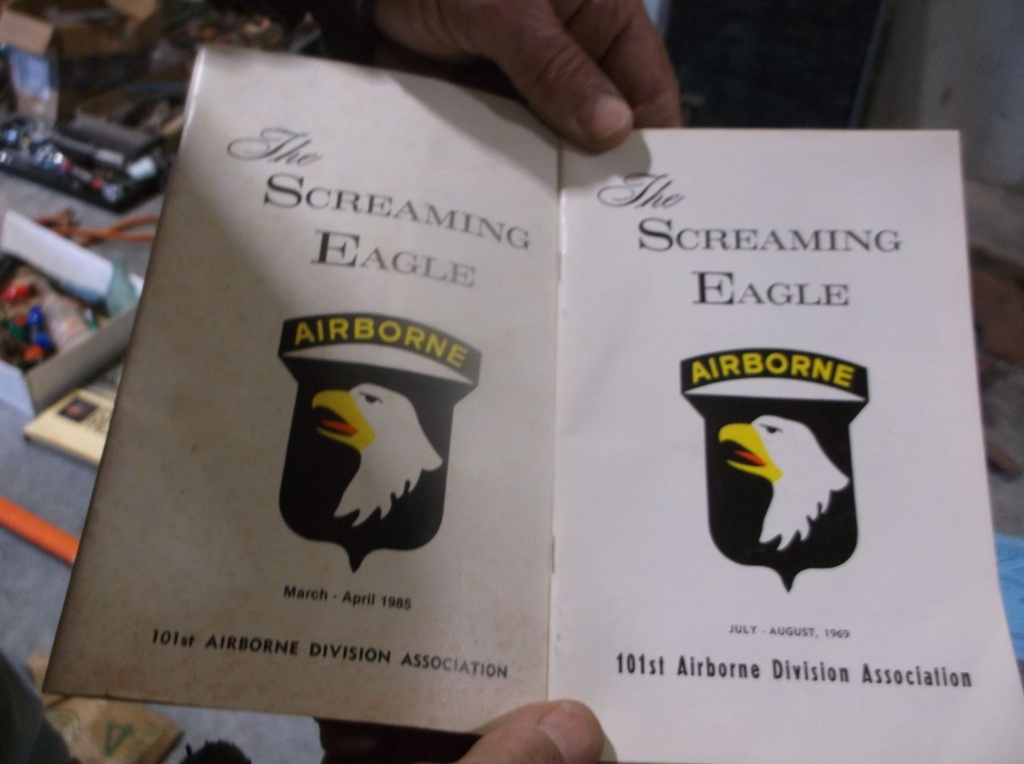 The
SCREAMING
EAGLE
AIRBORNE
March - April 1985
101st AIRBORNE DIVISION ASSOCIATION
The
SCREAMING
EAGLE
AIRBORNE
JULY - AUGUST, 1969
101st Airborne Division Association